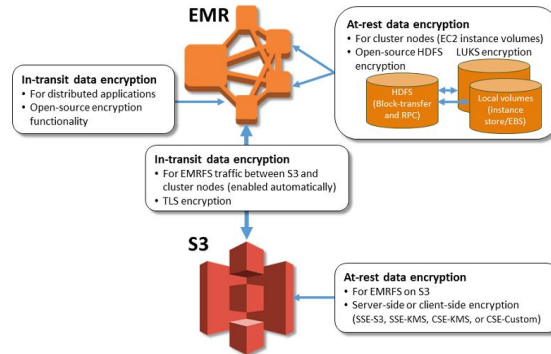 EMR
At-rest data encryption
• For cluster nodes (EC2 instance volumes)
• Open-source HDFS
encryption
LUKS encryption
HDFS
(Block-transfer
and RPC)
Local volumes
(instance
store/EBS)
In-transit data encryption
• For distributed applications
• Open-source encryption
functionality
In-transit data encryption
• For EMRFS traffic between S3 and
cluster nodes (enabled automatically)
• TLS encryption
S3
At-rest data encryption
• For EMRFS on S3
• Server-side or client-side encryption
(SSE-S3, SSE-KMS, CSE-KMS, or CSE-Custom)